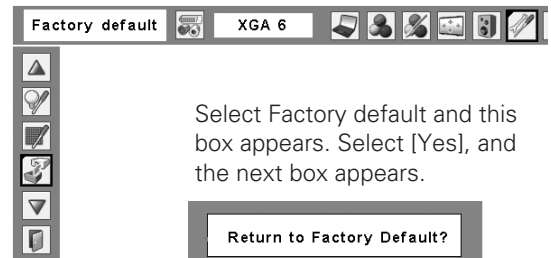 Factory default XGA 6
Select Factory default and this
box appears. Select [Yes], and
the next box appears.
Return to Factory Default?